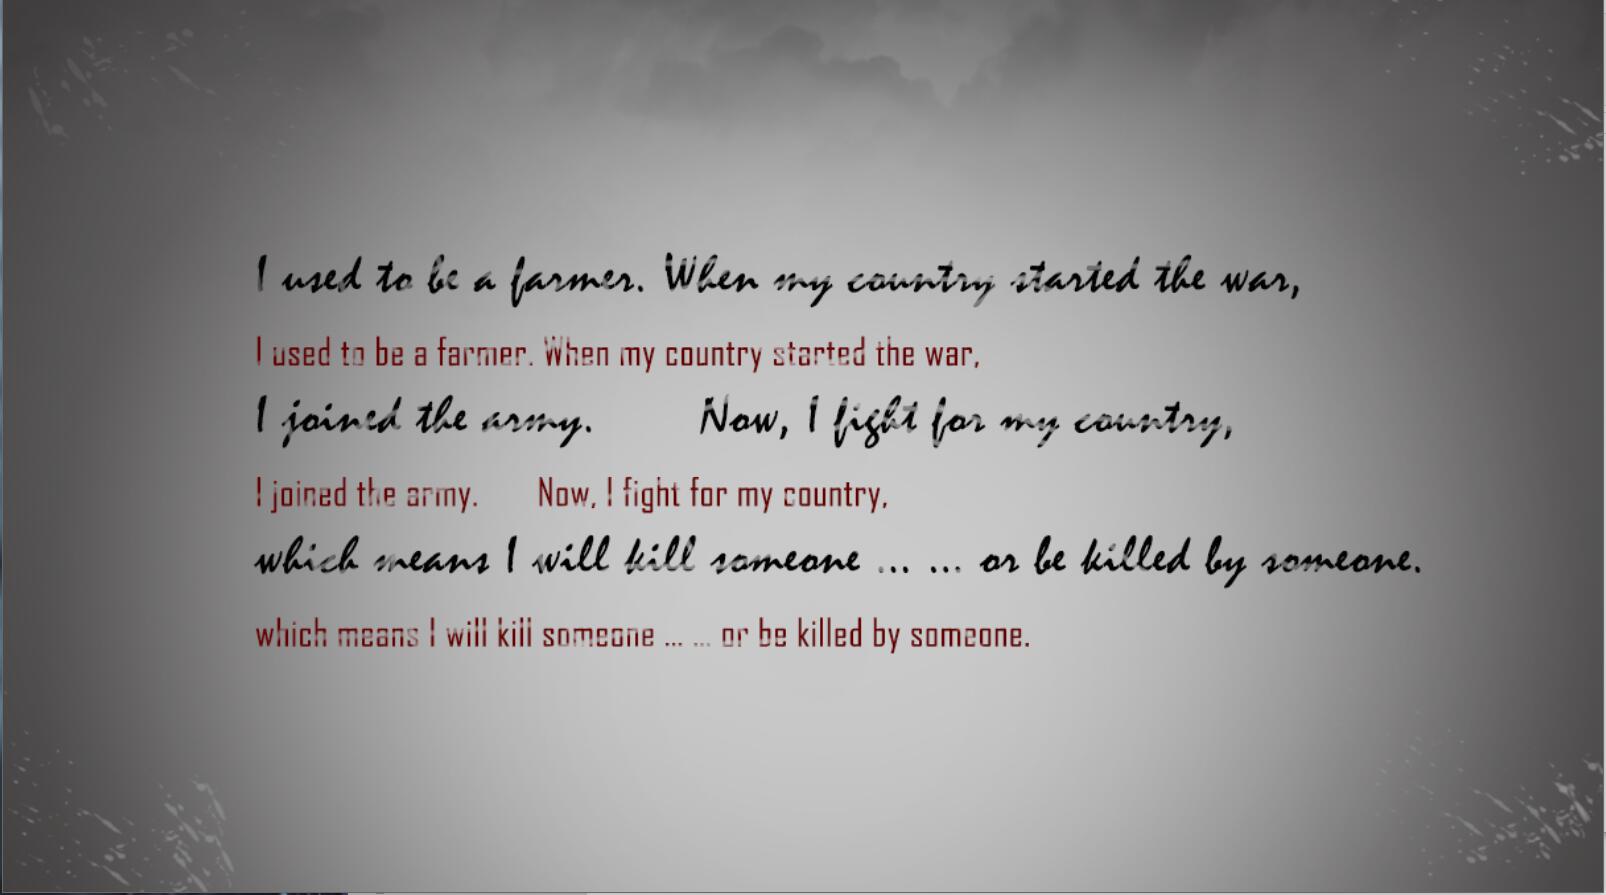 I used to be a farmer. When my country started the war,
I used to be a farmer. When my country started the war,
I joined the army. Now, I fight for my country,
I joined the army. Now, I fight for my country,
which means I will kill someone ... ... or be killed by someone.
which means I will kill someone ... ... or be killed by someone.